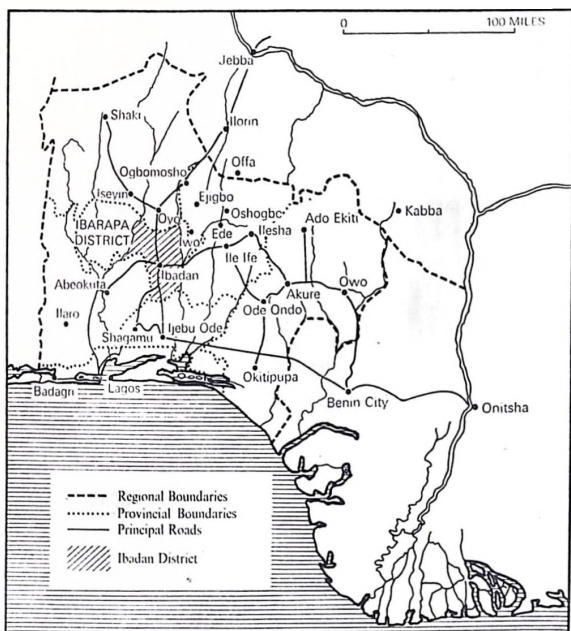 0 100 MILES
Jebba
Shaki
Ilorin
Ogbomosho
Offa
Iseyin
Ejigbo
Oyo
Oshogbo
Ado Ekiti
Kabba
IBARAPA
DISTRICT
Iwo
Ede
Ilesha
Ile Ife
Ibadan
Abeokuta
Akure
Owo
Ode Ondo
Ilaro
Shagamu
Ijebu Ode
Okitipupa
Badagri
Lagos
Benin City
Onitsha
Regional Boundaries
Provincial Boundaries
Principal Roads
Ibadan District